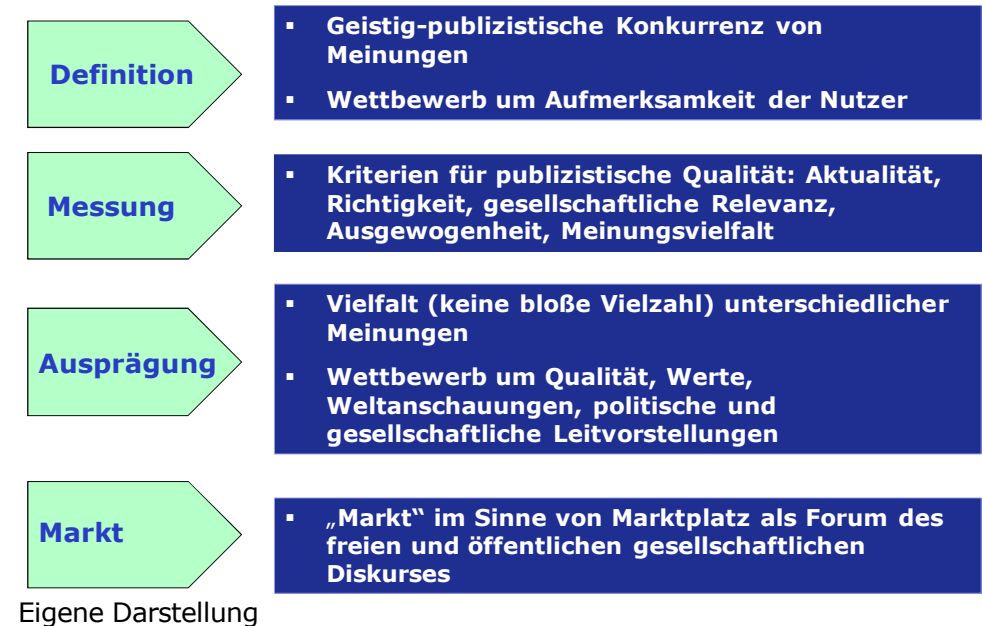 Definition
▪ Geistig-publizistische Konkurrenz von
Meinungen
▪ Wettbewerb um Aufmerksamkeit der Nutzer
Messung
▪ Kriterien für publizistische Qualität: Aktualität,
Richtigkeit, gesellschaftliche Relevanz,
Ausgewogenheit, Meinungsvielfalt
Ausprägung
▪ Vielfalt (keine bloße Vielzahl) unterschiedlicher
Meinungen
▪ Wettbewerb um Qualität, Werte,
Weltanschauungen, politische und
gesellschaftliche Leitvorstellungen
Markt
▪ „Markt“ im Sinne von Marktplatz als Forum des
freien und öffentlichen gesellschaftlichen
Diskurses
Eigene Darstellung